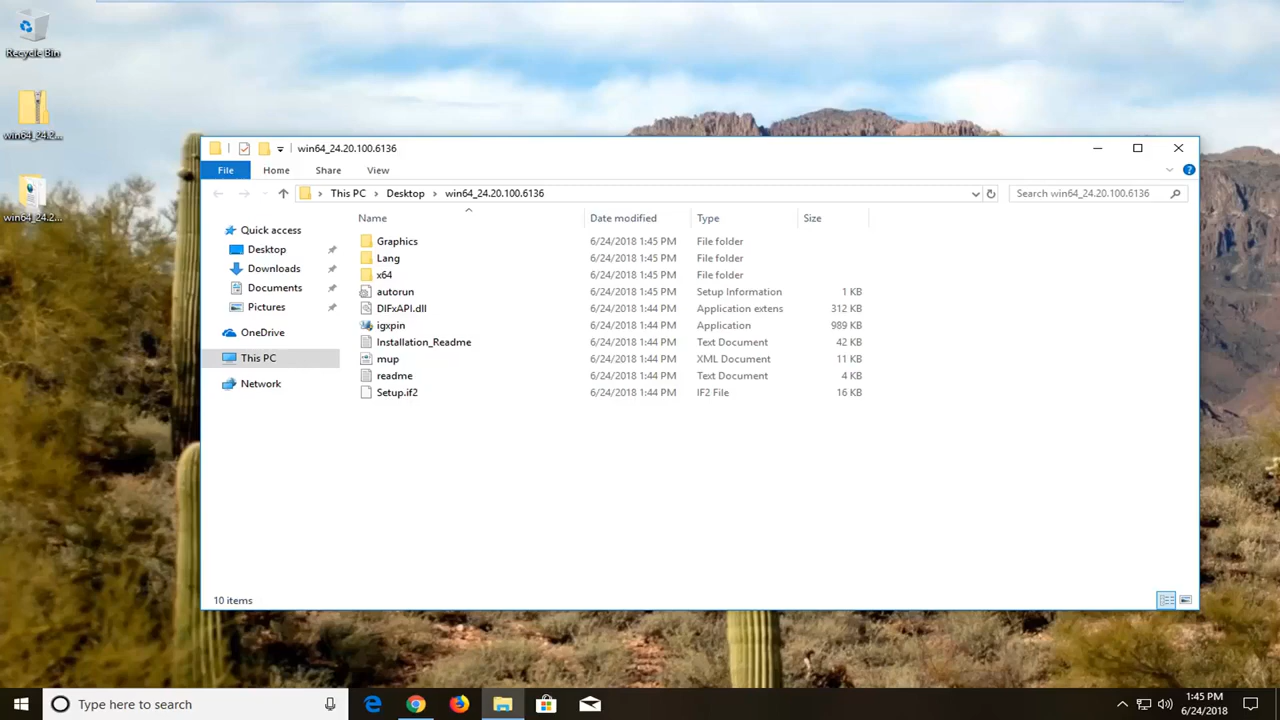 Recycle Bin
win64_24.2...
win64_24.2...
win64_24.20.100.6136
File Home Share View
This PC Desktop win64_24.20.100.6136
Search win64_24.20.100.6136
Quick access
Desktop
Downloads
Documents
Pictures
OneDrive
This PC
Network
Name Date modified Type Size
Graphics 6/24/2018 1:45 PM File folder
Lang 6/24/2018 1:45 PM File folder
x64 6/24/2018 1:45 PM File folder
autorun 6/24/2018 1:45 PM Setup Information 1 KB
DIFxAPI.dll 6/24/2018 1:44 PM Application extens 312 KB
igxpin 6/24/2018 1:44 PM Application 989 KB
Installation_Readme 6/24/2018 1:44 PM Text Document 42 KB
mup 6/24/2018 1:44 PM XML Document 11 KB
readme 6/24/2018 1:44 PM Text Document 4 KB
Setup.if2 6/24/2018 1:44 PM IF2 File 16 KB
10 items
Type here to search
1:45 PM
6/24/2018